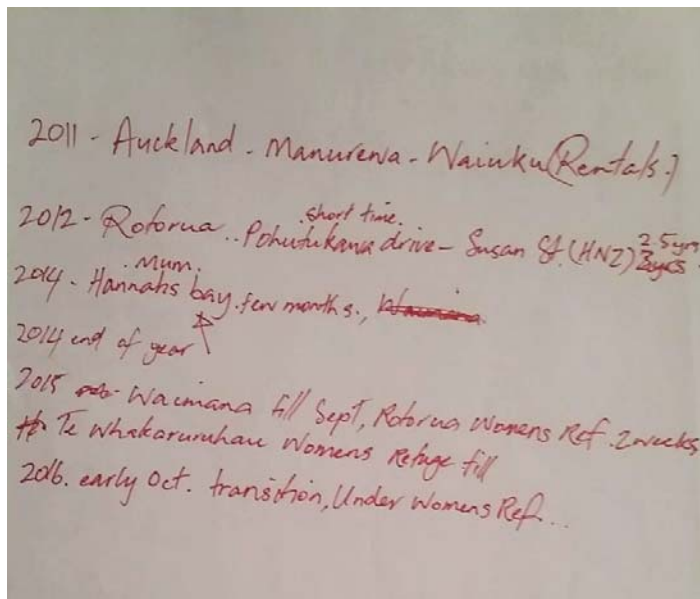 2011 - Auckland - Manurewa - Waiuku (Rentals.)
short time.
2012 - Rotorua.. Pohutukawa drive - Susan St. (HNZ) 2.5yrs
Mum.
2014 - Hannahs bay. few months.,
2014 end of year
2015 - Waimana till Sept, Rotorua Womens Ref. 2weeks
Te Whakaruruhau Womens Refuge till
2016. early Oct. transition, Under Womens Ref...